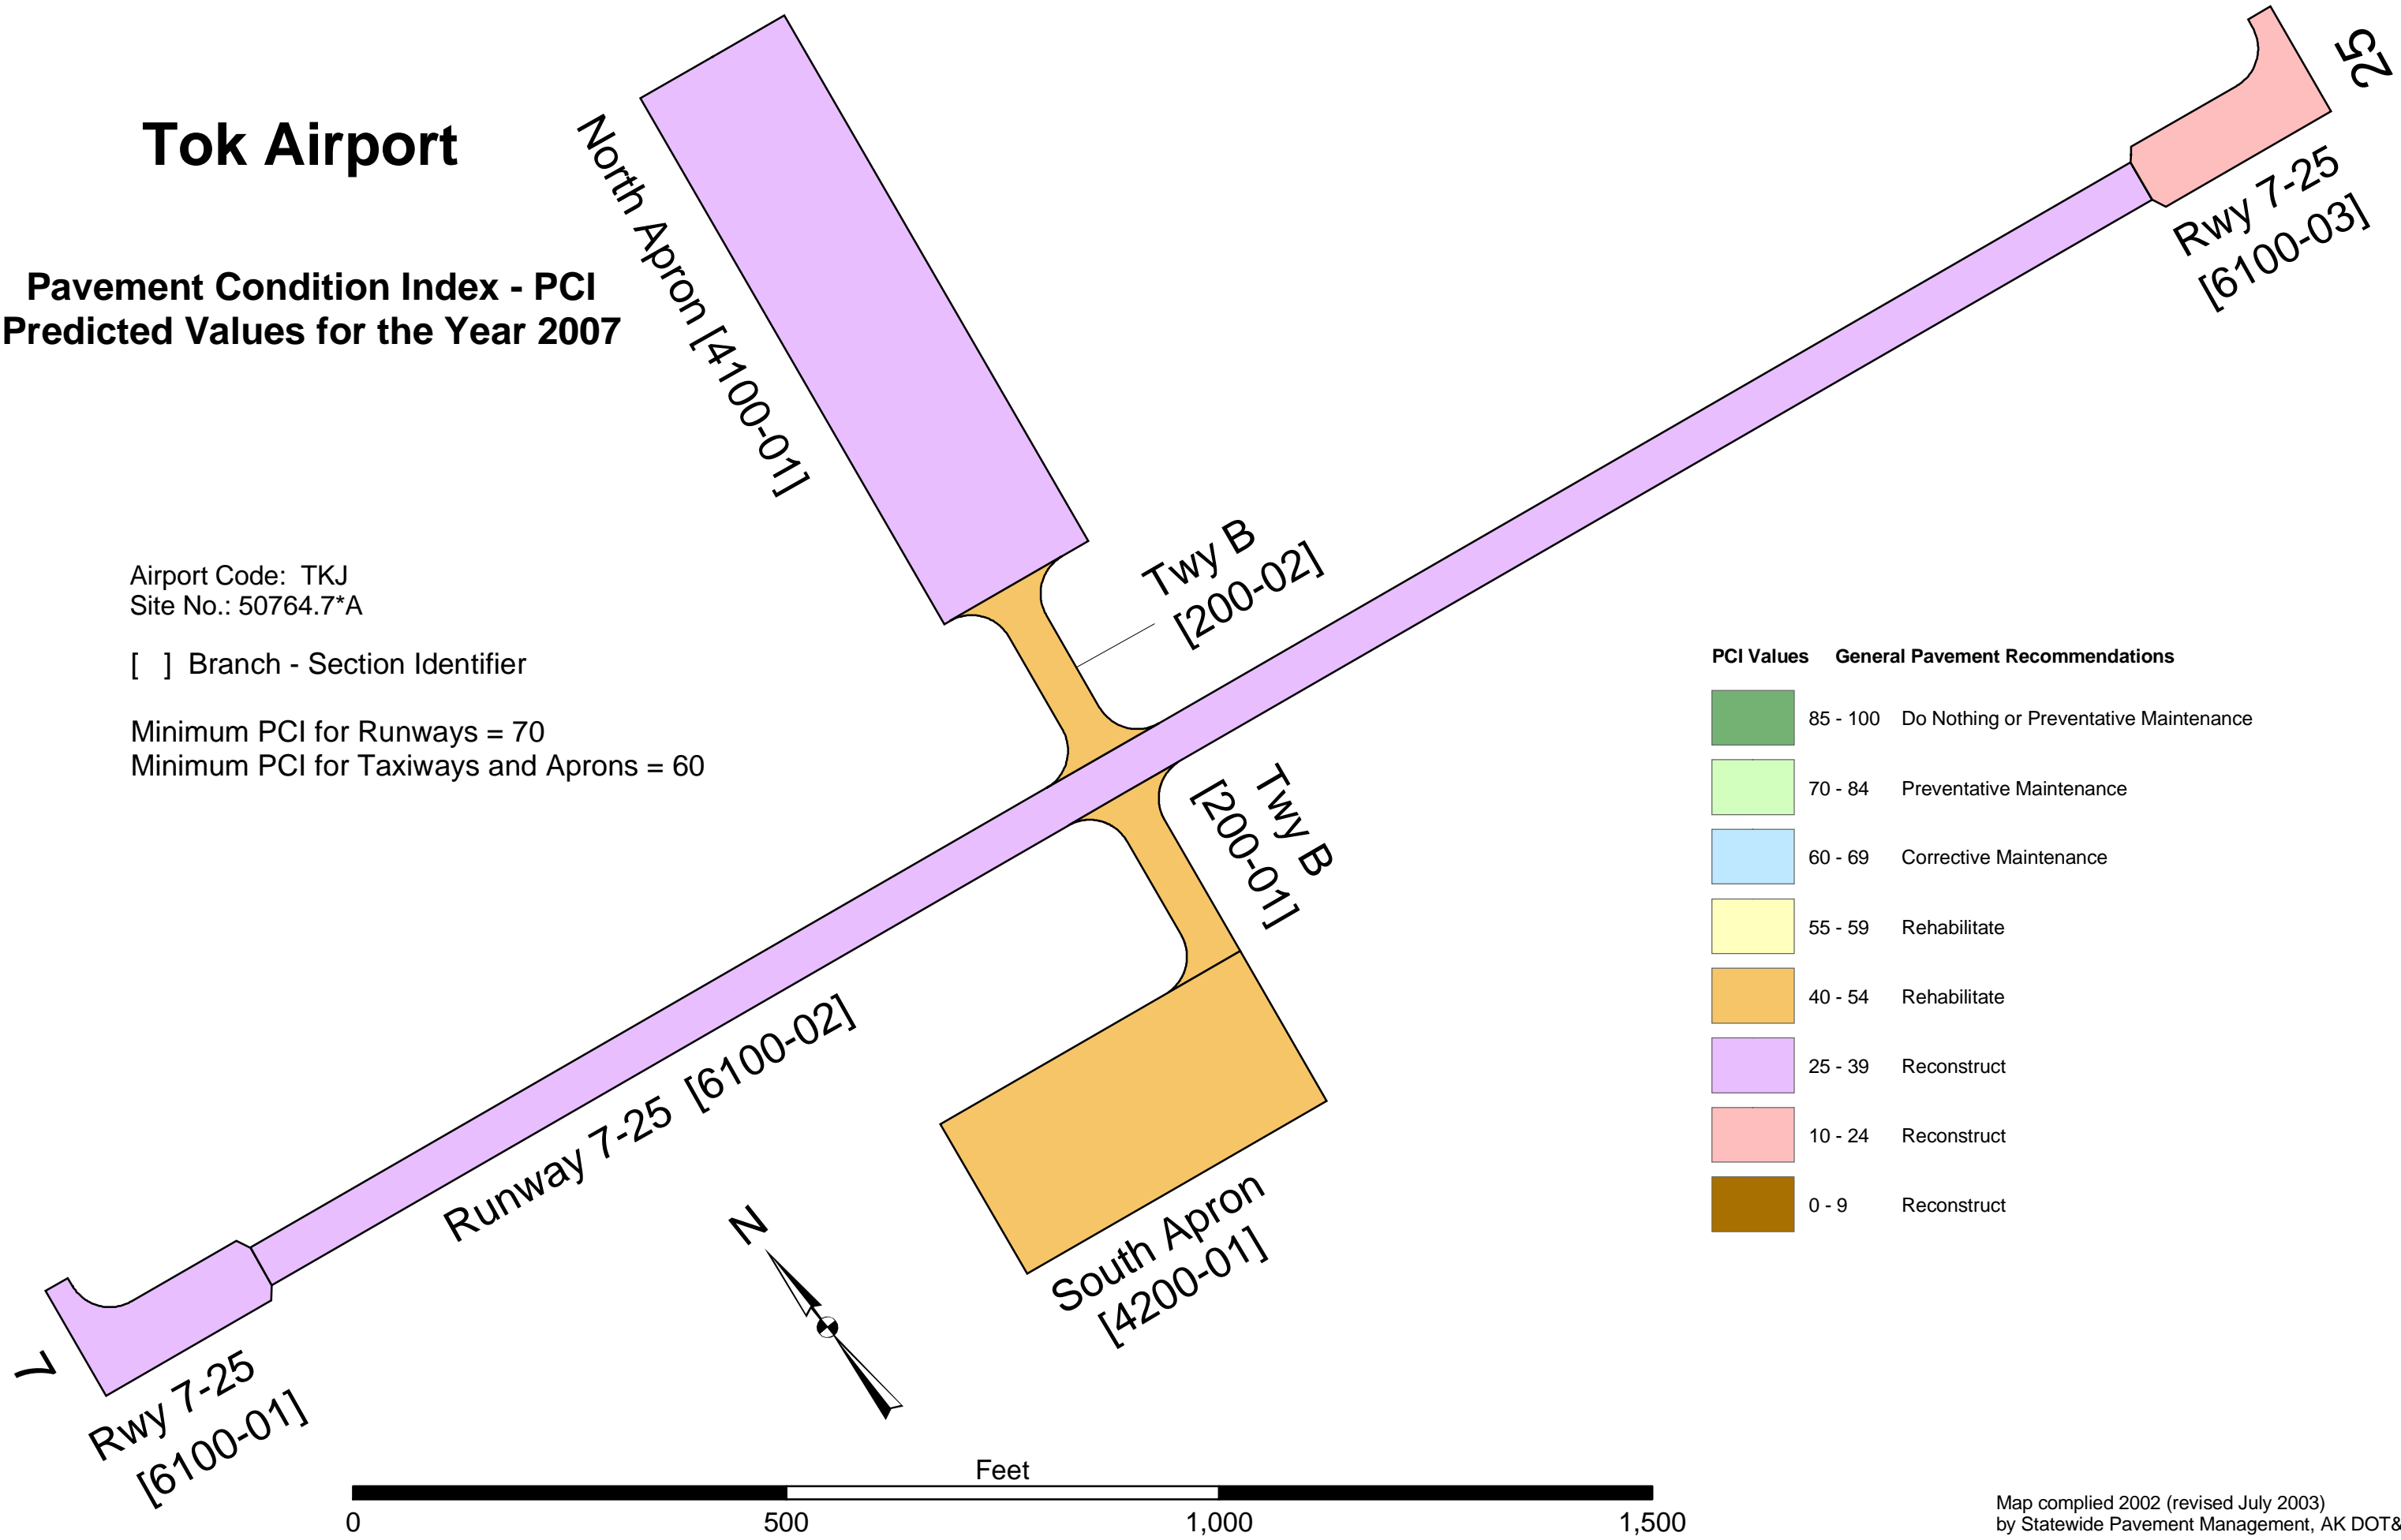 Tok Airport
Pavement Condition Index - PCI
Predicted Values for the Year 2007
Airport Code: TKJ
Site No.: 50764.7*A
[ ] Branch - Section Identifier
Minimum PCI for Runways = 70
Minimum PCI for Taxiways and Aprons = 60
North Apron [4100-01]
Twy B
[200-02]
Twy B
[200-01]
25
Rwy 7-25
[6100-03]
Runway 7-25 [6100-02]
South Apron
[4200-01]
7
Rwy 7-25
[6100-01]
N
PCI Values General Pavement Recommendations
85 - 100 Do Nothing or Preventative Maintenance
70 - 84 Preventative Maintenance
60 - 69 Corrective Maintenance
55 - 59 Rehabilitate
40 - 54 Rehabilitate
25 - 39 Reconstruct
10 - 24 Reconstruct
0 - 9 Reconstruct
Feet
0 500 1,000 1,500
Map complied 2002 (revised July 2003)
by Statewide Pavement Management, AK DOT&